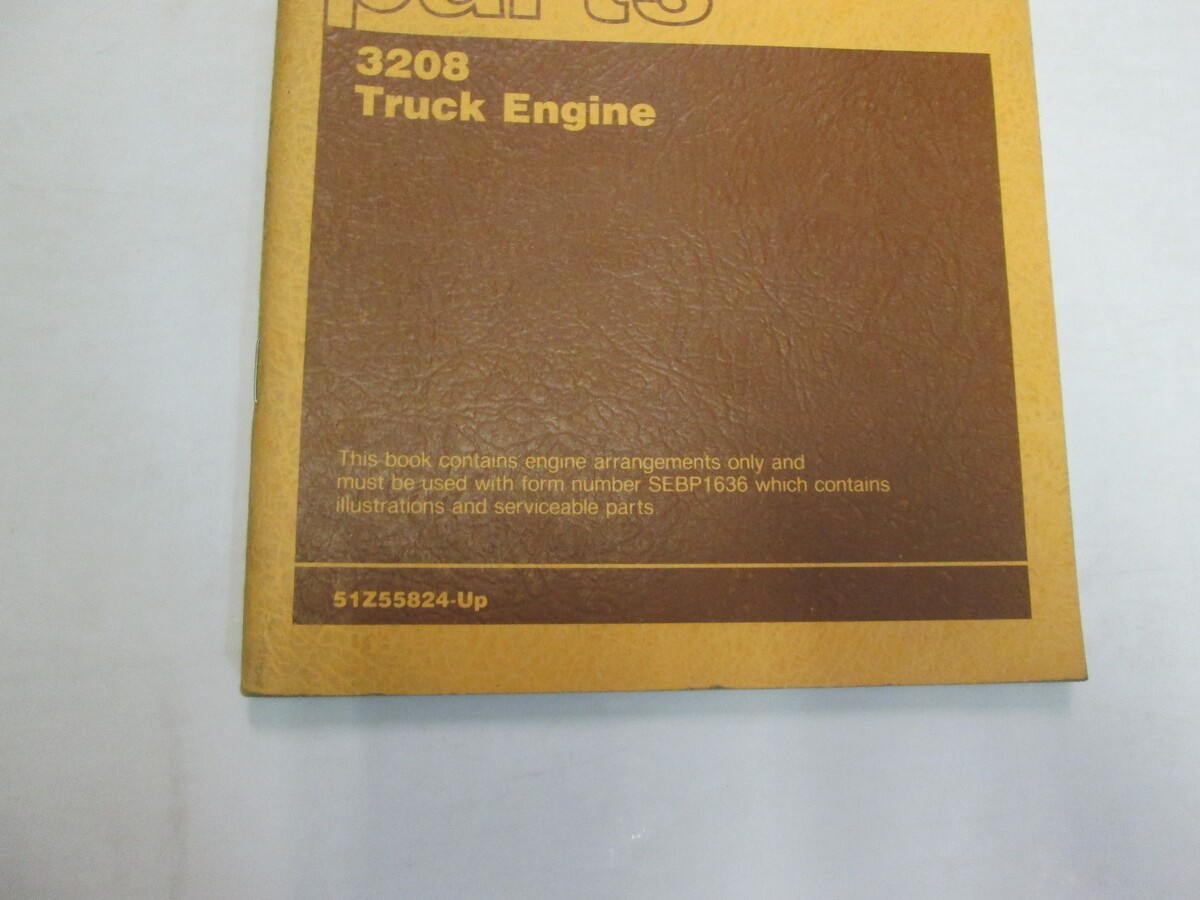 parts
3208
Truck Engine
This book contains engine arrangements only and
must be used with form number SEBP1636 which contains
illustrations and serviceable parts
51Z55824-Up